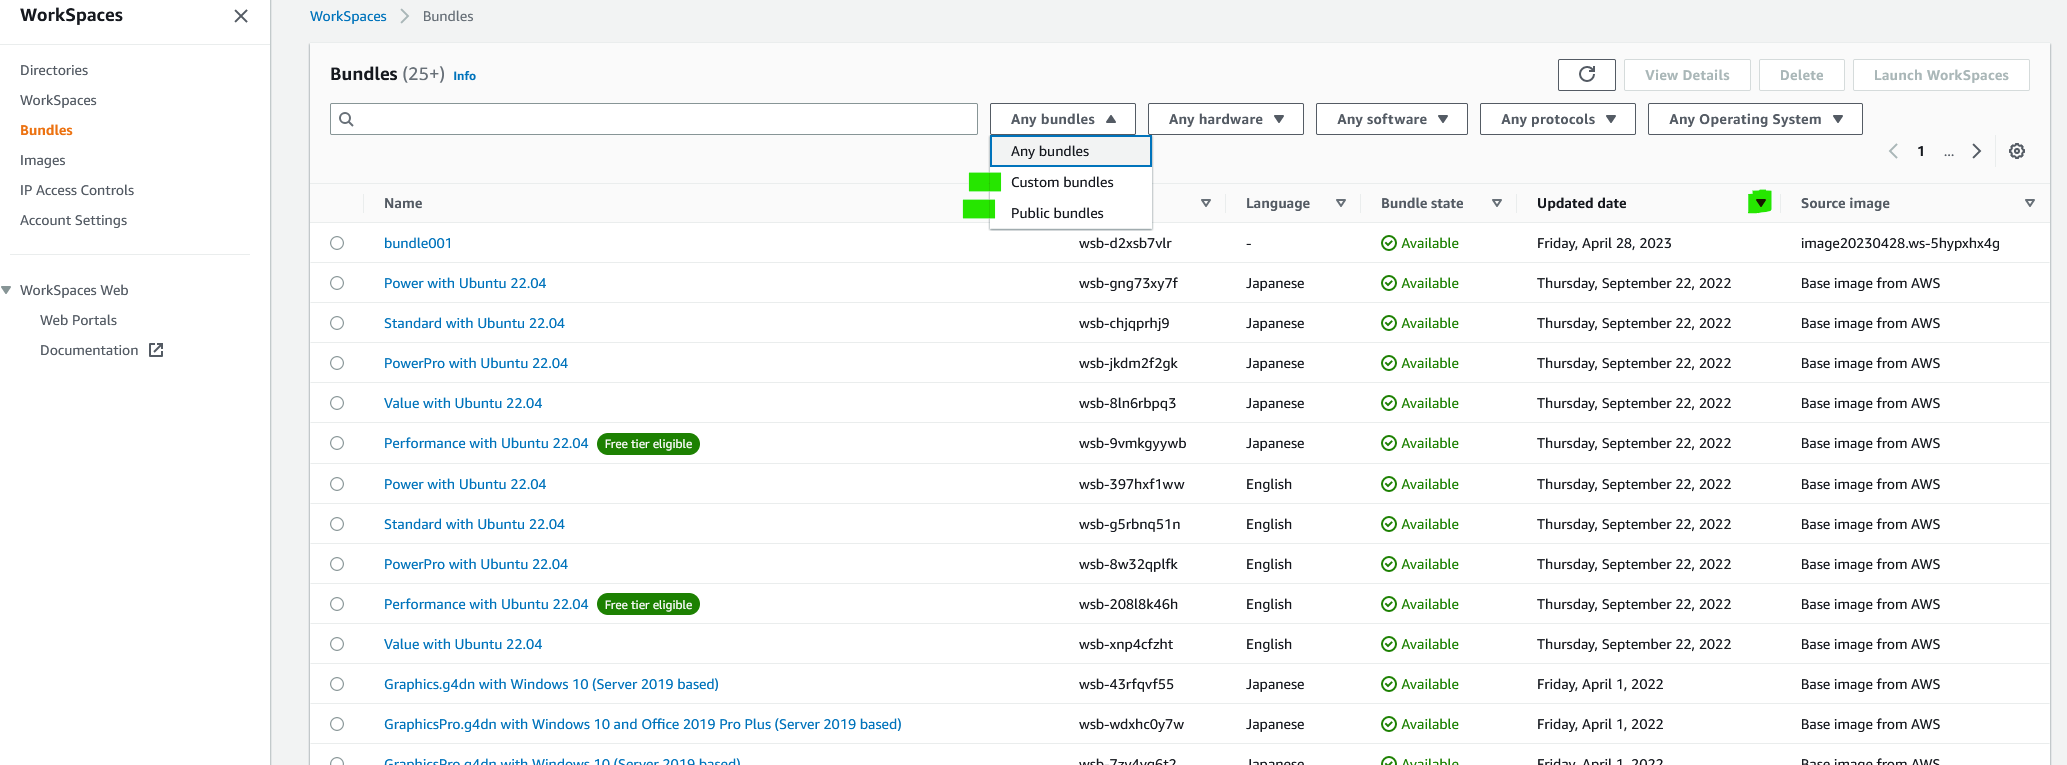 WorkSpaces
Directories
WorkSpaces
Bundles
Images
IP Access Controls
Account Settings
WorkSpaces Web
Web Portals
Documentation
WorkSpaces Bundles
Bundles (25+) Info
View Details Delete Launch WorkSpaces
Any bundles Any hardware Any software Any protocols Any Operating System
Any bundles
Custom bundles
Public bundles
1 ...
Name Language Bundle state Updated date Source image
bundle001 wsb-d2xsb7vlr - Available Friday, April 28, 2023 image20230428.ws-5hypxhx4g
Power with Ubuntu 22.04 wsb-gng73xy7f Japanese Available Thursday, September 22, 2022 Base image from AWS
Standard with Ubuntu 22.04 wsb-chjqprhj9 Japanese Available Thursday, September 22, 2022 Base image from AWS
PowerPro with Ubuntu 22.04 wsb-jkdm2f2gk Japanese Available Thursday, September 22, 2022 Base image from AWS
Value with Ubuntu 22.04 wsb-8ln6rbpq3 Japanese Available Thursday, September 22, 2022 Base image from AWS
Performance with Ubuntu 22.04 Free tier eligible wsb-9vmkgyywb Japanese Available Thursday, September 22, 2022 Base image from AWS
Power with Ubuntu 22.04 wsb-397hxf1ww English Available Thursday, September 22, 2022 Base image from AWS
Standard with Ubuntu 22.04 wsb-g5rbnq51n English Available Thursday, September 22, 2022 Base image from AWS
PowerPro with Ubuntu 22.04 wsb-8w32qplfk English Available Thursday, September 22, 2022 Base image from AWS
Performance with Ubuntu 22.04 Free tier eligible wsb-208l8k46h English Available Thursday, September 22, 2022 Base image from AWS
Value with Ubuntu 22.04 wsb-xnp4cfzht English Available Thursday, September 22, 2022 Base image from AWS
Graphics.g4dn with Windows 10 (Server 2019 based) wsb-43rfqvf55 Japanese Available Friday, April 1, 2022 Base image from AWS
GraphicsPro.g4dn with Windows 10 and Office 2019 Pro Plus (Server 2019 based) wsb-wdxhc0y7w Japanese Available Friday, April 1, 2022 Base image from AWS
GraphicsPro.g4dn with Windows 10 (Server 2019 based) Japanese Available Friday, April 1, 2022 Base image from AWS